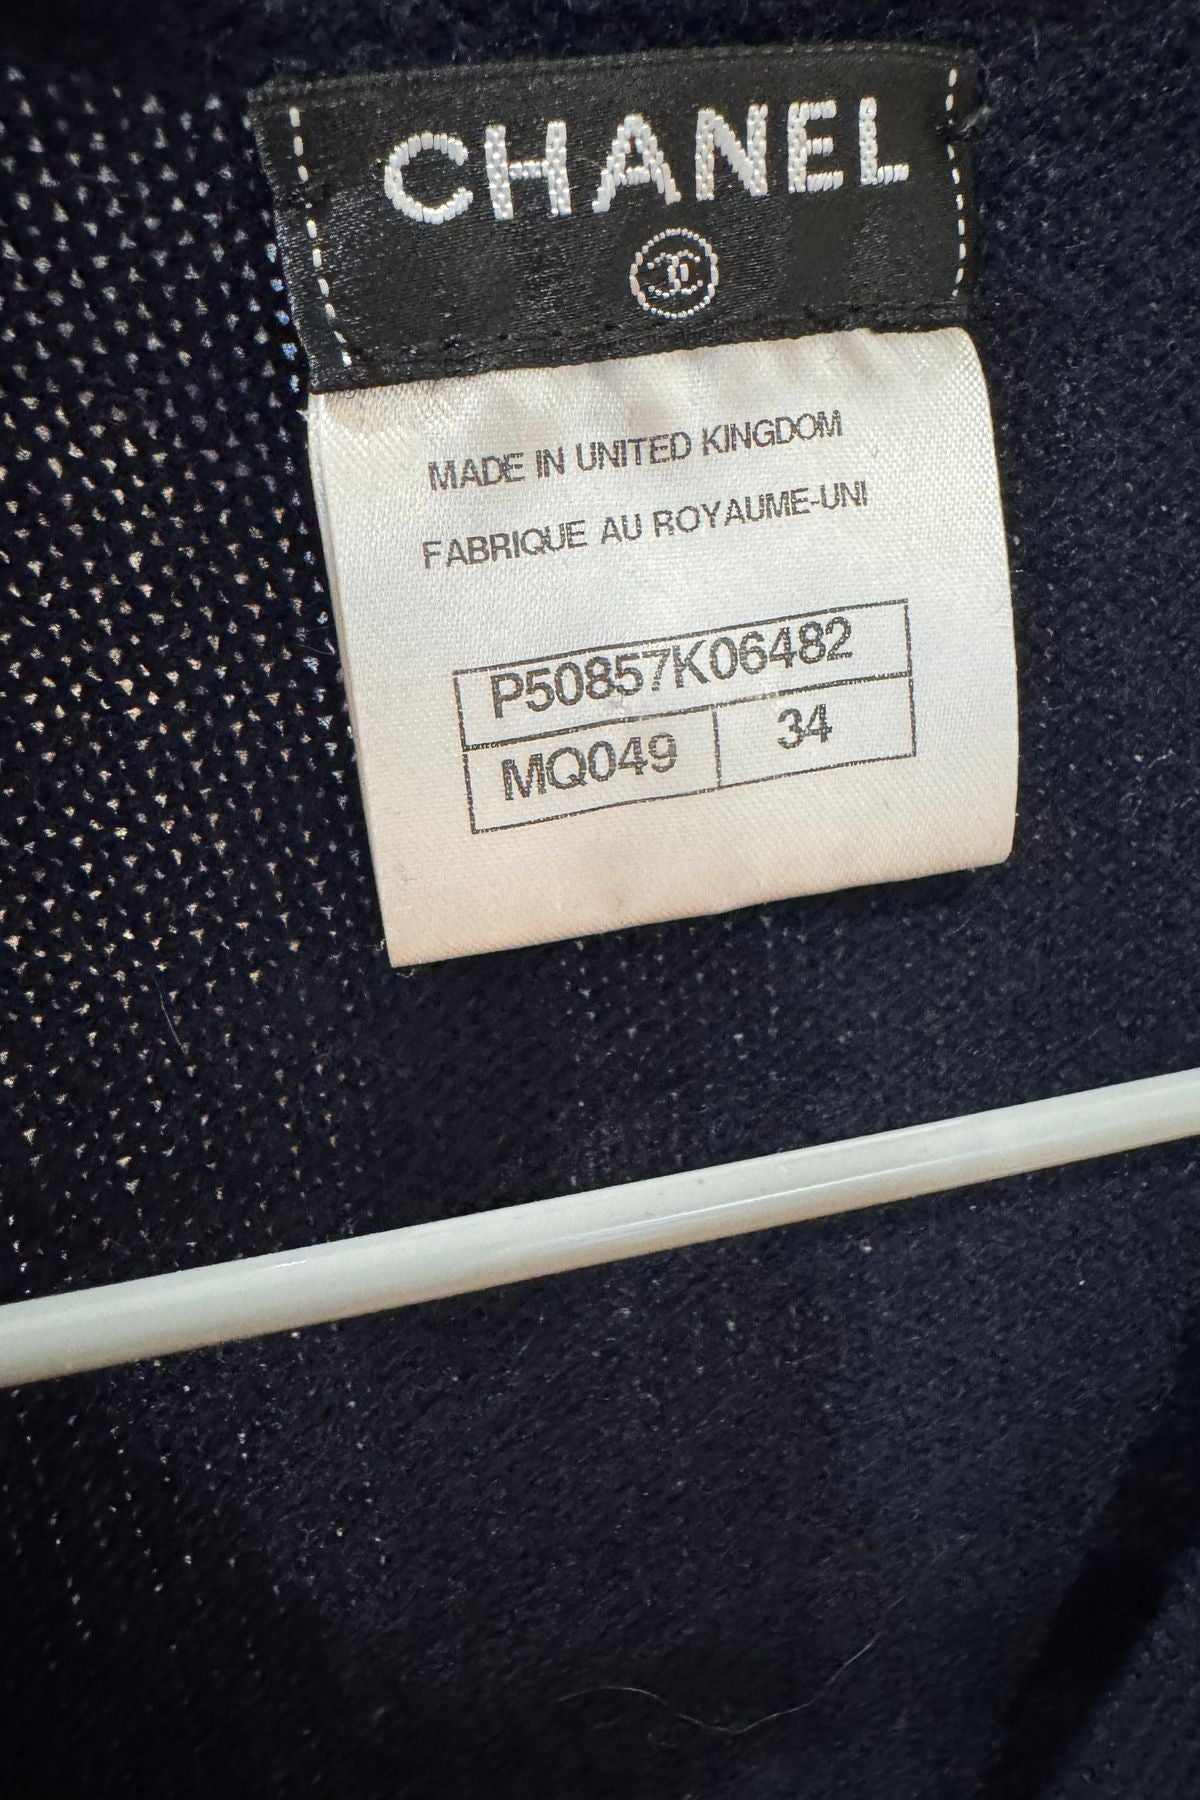 CHANEL
MADE IN UNITED KINGDOM
FABRIQUE AU ROYAUME-UNI
P50857K06482
MQ049 34